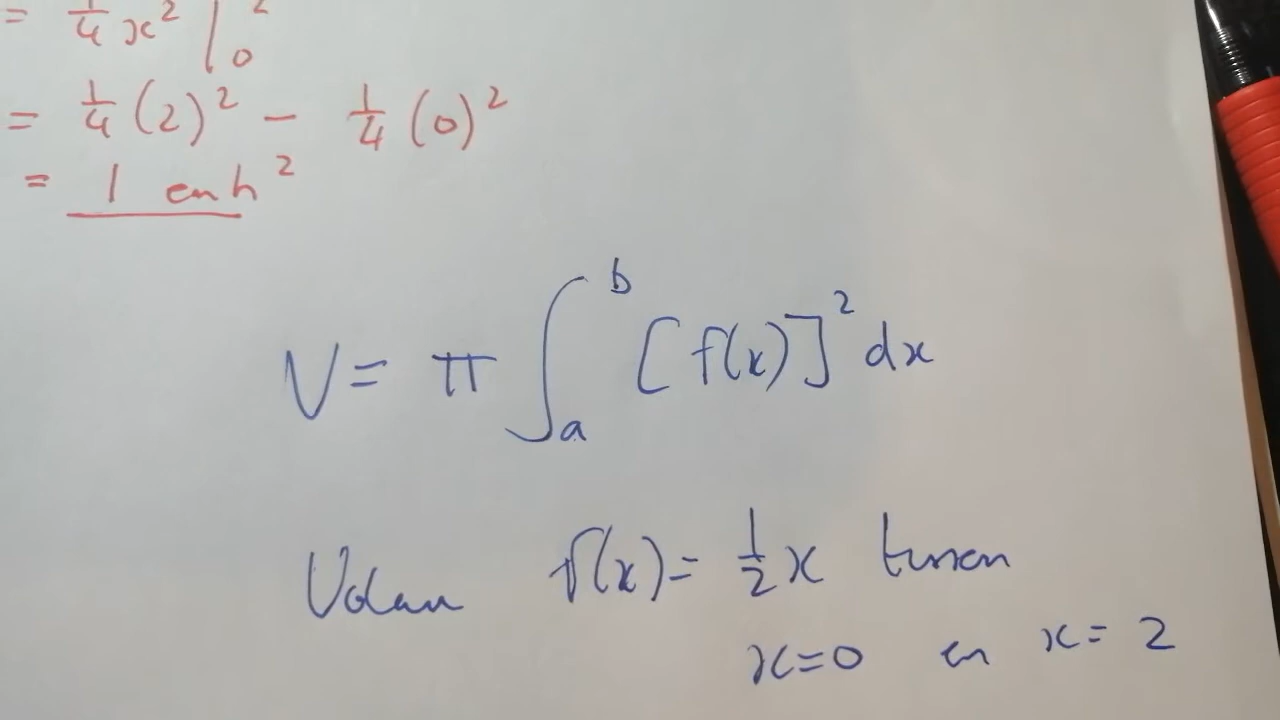 = 1/4 x² |₀²
= 1/4 (2)² - 1/4 (0)²
= 1 enh²
V = π ∫ₐᵇ [f(x)]² dx
Volum f(x) = 1/2 x tussen
x=0 en x= 2